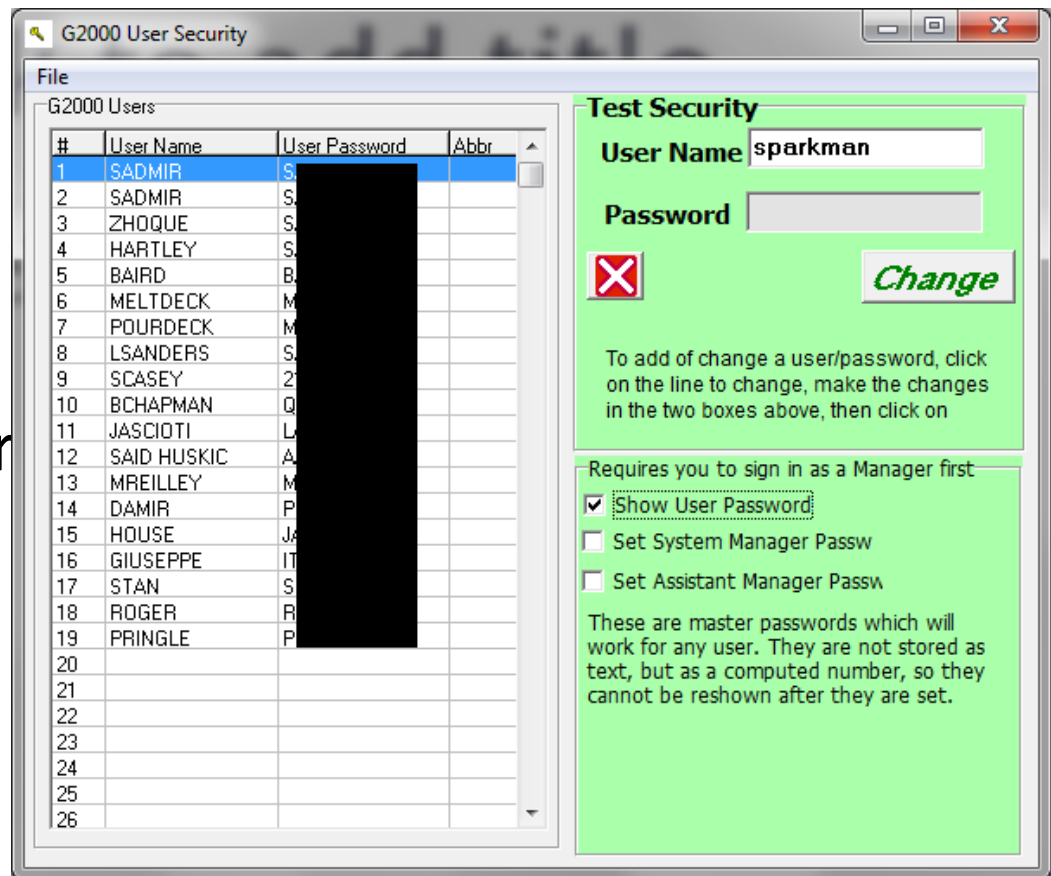 G2000 User Security
File
G2000 Users
# User Name User Password Abbr
1 SADMIR S
2 SADMIR S
3 ZHOQUE S
4 HARTLEY S
5 BAIRD B
6 MELTDECK M
7 POURDECK M
8 LSANDERS S
9 SCASEY 2
10 BCHAPMAN Q
11 JASCIOTI L
12 SAID HUSKIC A
13 MREILLEY M
14 DAMIR P
15 HOUSE JA
16 GIUSEPPE IT
17 STAN S
18 ROGER R
19 PRINGLE P
20
21
22
23
24
25
26
Test Security
User Name sparkman
Password
Change
To add of change a user/password, click
on the line to change, make the changes
in the two boxes above, then click on
Requires you to sign in as a Manager first
Show User Password
Set System Manager Passw
Set Assistant Manager Passw
These are master passwords which will
work for any user. They are not stored as
text, but as a computed number, so they
cannot be reshown after they are set.